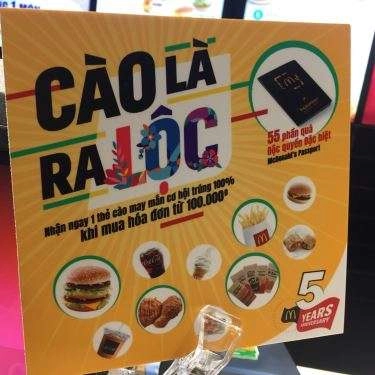 CÀO LÀ
RA LỘC
55 phần quà
Độc quyền Đặc biệt
McDonald's Passport
Nhận ngay 1 thẻ cào may mắn cơ hội trúng 100%
khi mua hóa đơn từ 100.000đ
5
YEARS
ANNIVERSARY